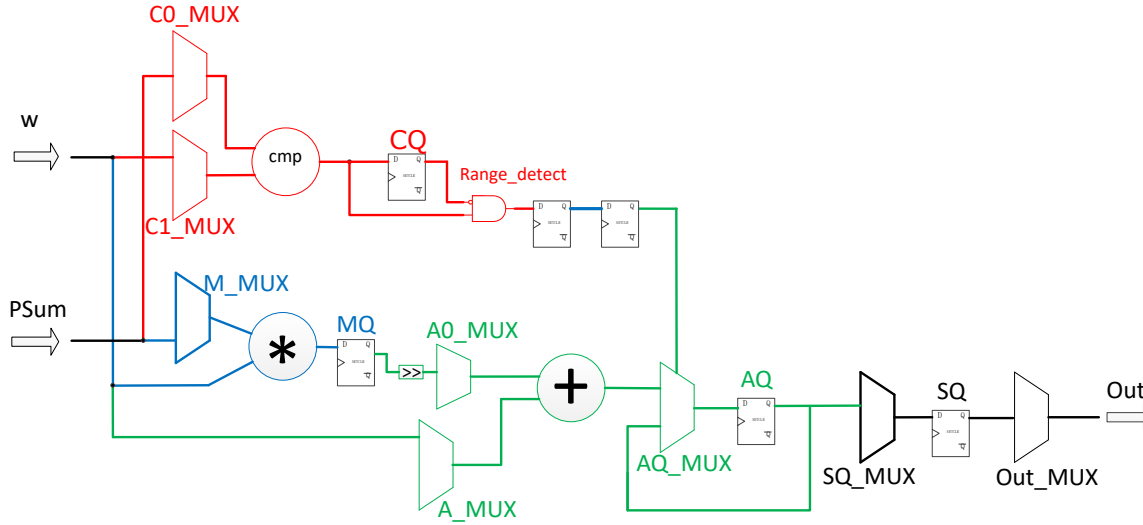 C0_MUX
w
cmp
CQ
D Q
Q
Range_detect
C1_MUX
D Q
Q
D Q
Q
M_MUX
PSum
*
MQ
D Q
Q
A0_MUX
>>
+
AQ
D Q
Q
AQ_MUX
A_MUX
SQ
D Q
Q
SQ_MUX
Out
Out_MUX